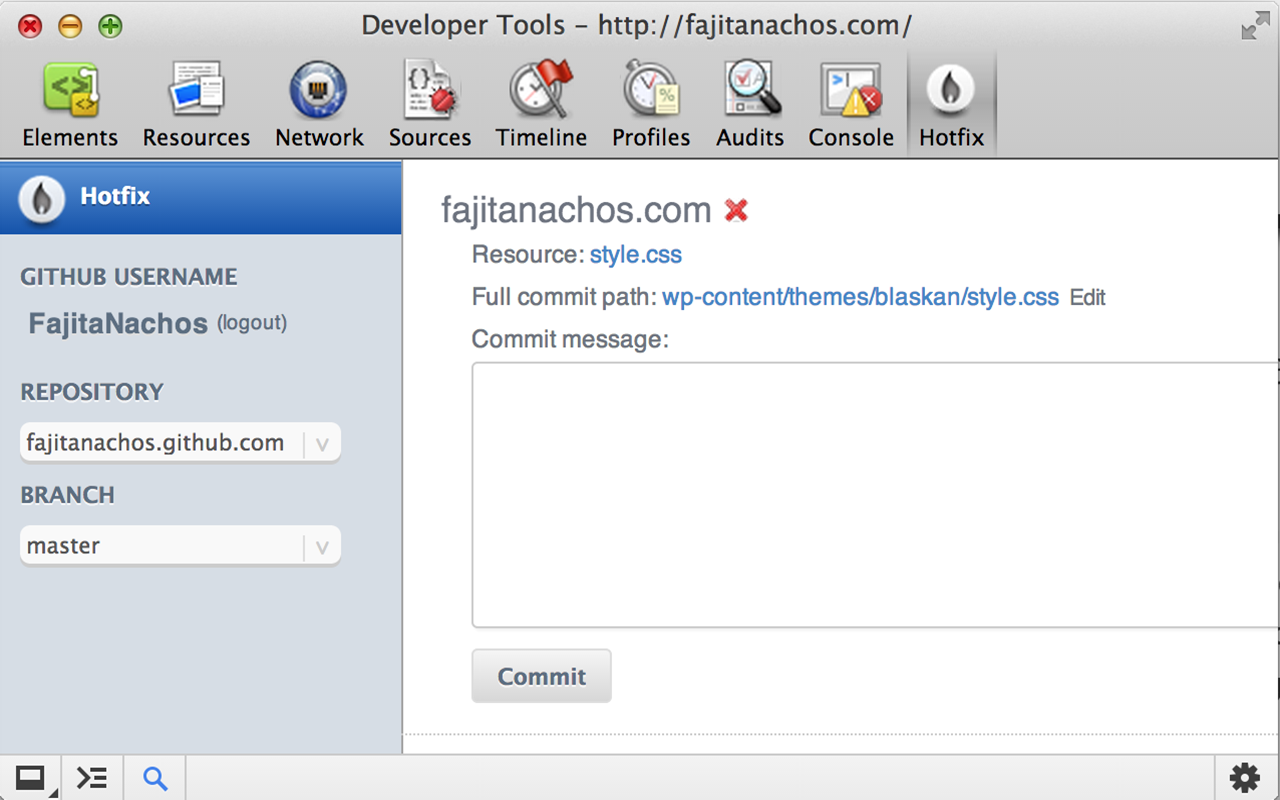 Developer Tools – http://fajitanachos.com/
Elements Resources Network Sources Timeline Profiles Audits Console Hotfix
Hotfix
GITHUB USERNAME
FajitaNachos (logout)
REPOSITORY
fajitanachos.github.com
BRANCH
master
fajitanachos.com
Resource: style.css
Full commit path: wp-content/themes/blaskan/style.css Edit
Commit message:
Commit